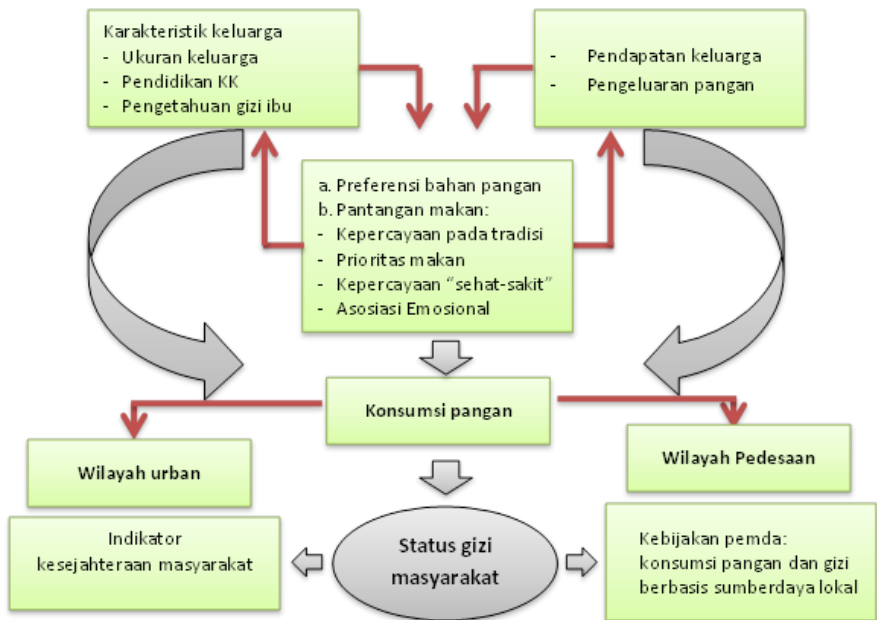 Karakteristik keluarga
- Ukuran keluarga
- Pendidikan KK
- Pengetahuan gizi ibu
- Pendapatan keluarga
- Pengeluaran pangan
a. Preferensi bahan pangan
b. Pantangan makan:
- Kepercayaan pada tradisi
- Prioritas makan
- Kepercayaan “sehat-sakit”
- Asosiasi Emosional
Konsumsi pangan
Wilayah urban
Wilayah Pedesaan
Indikator
kesejahteraan masyarakat
Status gizi
masyarakat
Kebijakan pemda:
konsumsi pangan dan gizi
berbasis sumberdaya lokal